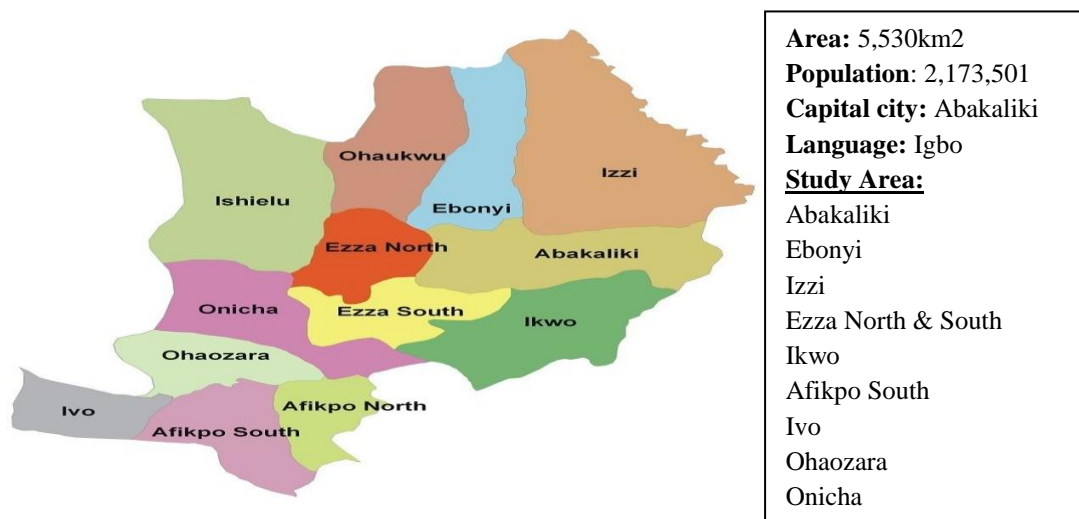 Ohaukwu
Izzi
Ishielu
Ebonyi
Ezza North
Abakaliki
Onicha
Ezza South
Ikwo
Ohaozara
Ivo
Afikpo North
Afikpo South
Area: 5,530km2
Population: 2,173,501
Capital city: Abakaliki
Language: Igbo
Study Area:
Abakaliki
Ebonyi
Izzi
Ezza North & South
Ikwo
Afikpo South
Ivo
Ohaozara
Onicha